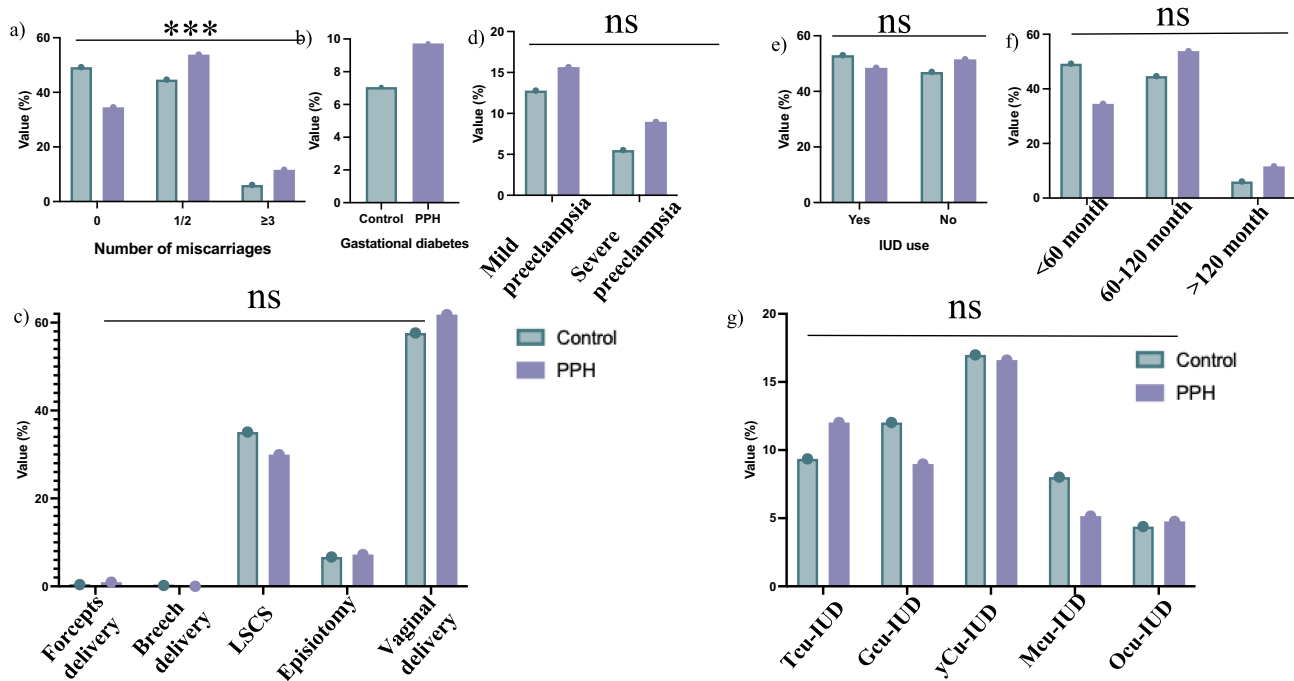 a)
***
60
40
20
0
Value (%)
0
1/2
≥3
Number of miscarriages
b)
10
8
6
4
2
0
Value (%)
Control
PPH
Gastational diabetes
d)
ns
20
15
10
5
0
Value (%)
Mild
preeclampsia
Severe
preeclampsia
e)
60
40
20
0
Value (%)
Yes
No
IUD use
f)
ns
60
40
20
0
Value (%)
<60 month
60-120 month
>120 month
c)
ns
60
40
20
0
Value (%)
Forcepts
delivery
Breech
delivery
LSCS
Episiotomy
Vaginal
delivery
Control
PPH
g)
ns
20
15
10
5
0
Value (%)
Tcu-IUD
Gcu-IUD
yCu-IUD
Mcu-IUD
Ocu-IUD
Control
PPH